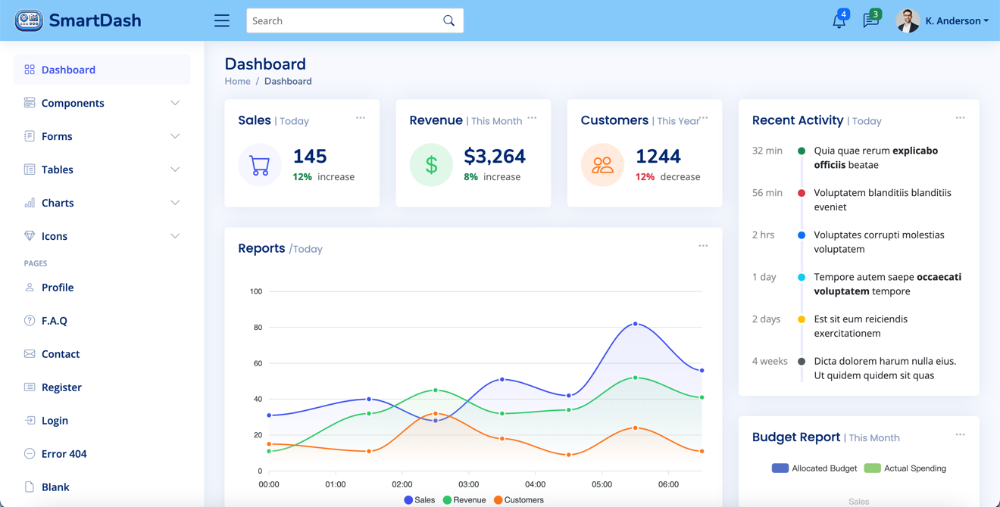 SmartDash
Search
4
3
K. Anderson
Dashboard
Components
Forms
Tables
Charts
Icons
PAGES
Profile
F.A.Q
Contact
Register
Login
Error 404
Blank
Dashboard
Home / Dashboard
Sales | Today
145
12% increase
Revenue | This Month
$
$3,264
8% increase
Customers | This Year
1244
12% decrease
Reports /Today
100
80
60
40
20
0
00:00 01:00 02:00 03:00 04:00 05:00 06:00
Sales Revenue Customers
Recent Activity | Today
32 min Quia quae rerum explicabo
officiis beatae
56 min Voluptatem blanditiis blanditiis
eveniet
2 hrs Voluptates corrupti molestias
voluptatem
1 day Tempore autem saepe occaecati
voluptatem tempore
2 days Est sit eum reiciendis
exercitationem
4 weeks Dicta dolorem harum nulla eius.
Ut quidem quidem sit quas
Budget Report | This Month
Allocated Budget Actual Spending
Sales